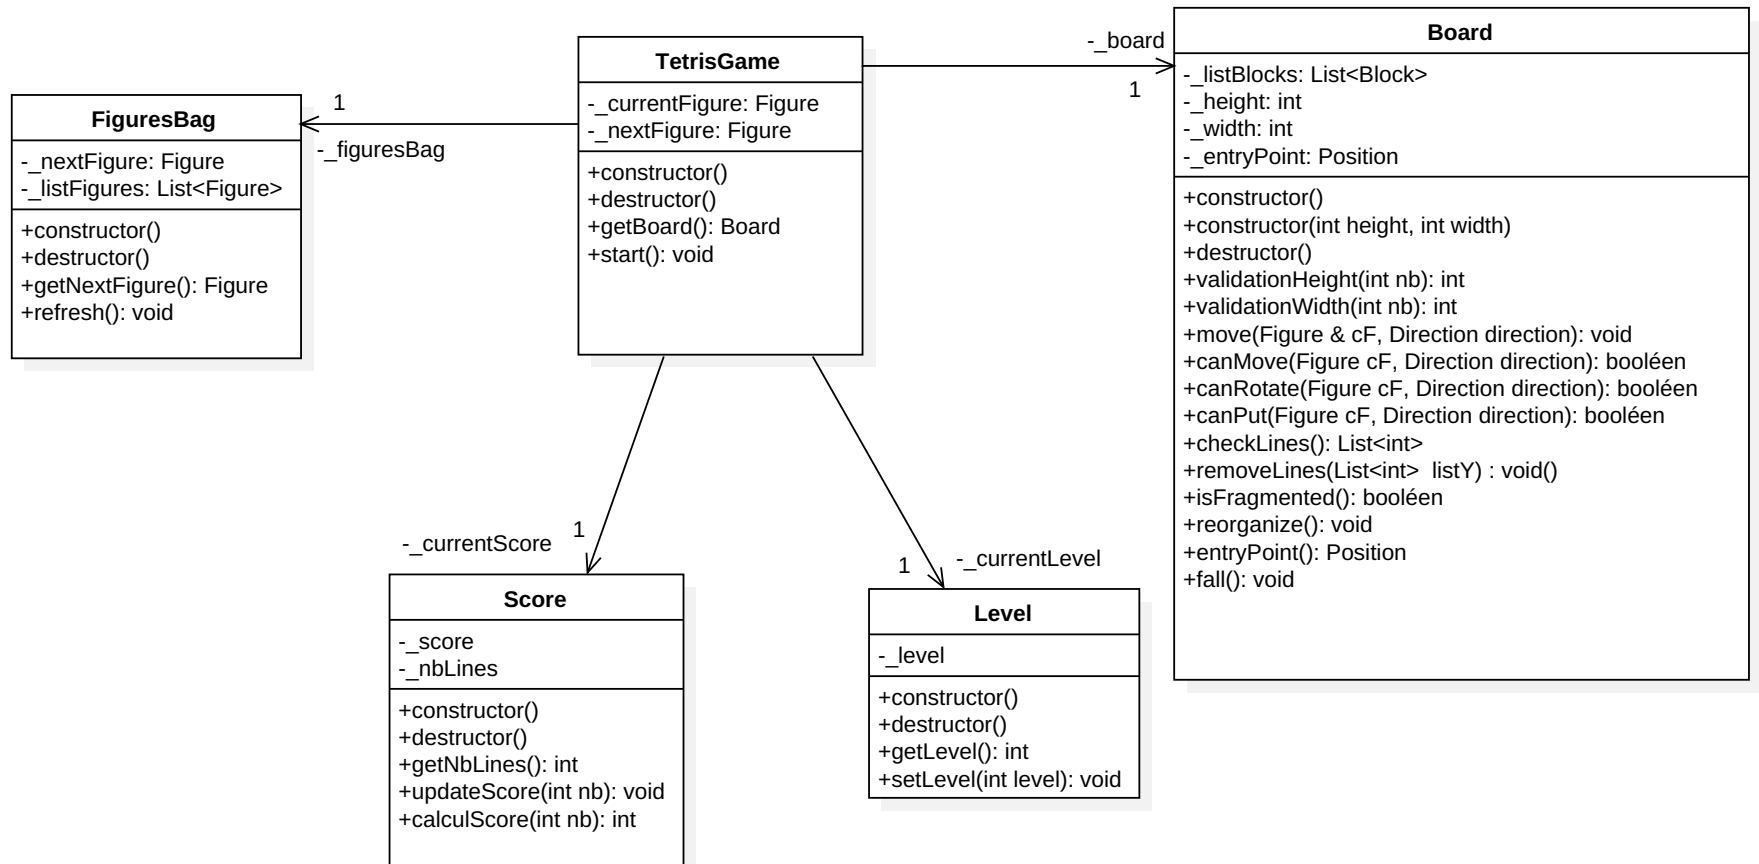 FiguresBag
-_nextFigure: Figure
-_listFigures: List<Figure>
+constructor()
+destructor()
+getNextFigure(): Figure
+refresh(): void
1
-_figuresBag
TetrisGame
-_currentFigure: Figure
-_nextFigure: Figure
+constructor()
+destructor()
+getBoard(): Board
+start(): void
-_board
1
Board
-_listBlocks: List<Block>
-_height: int
-_width: int
-_entryPoint: Position
+constructor()
+constructor(int height, int width)
+destructor()
+validationHeight(int nb): int
+validationWidth(int nb): int
+move(Figure & cF, Direction direction): void
+canMove(Figure cF, Direction direction): booléen
+canRotate(Figure cF, Direction direction): booléen
+canPut(Figure cF, Direction direction): booléen
+checkLines(): List<int>
+removeLines(List<int>  listY) : void()
+isFragmented(): booléen
+reorganize(): void
+entryPoint(): Position
+fall(): void
-_currentScore
1
Score
-_score
-_nbLines
+constructor()
+destructor()
+getNbLines(): int
+updateScore(int nb): void
+calculScore(int nb): int
1
-_currentLevel
Level
-_level
+constructor()
+destructor()
+getLevel(): int
+setLevel(int level): void